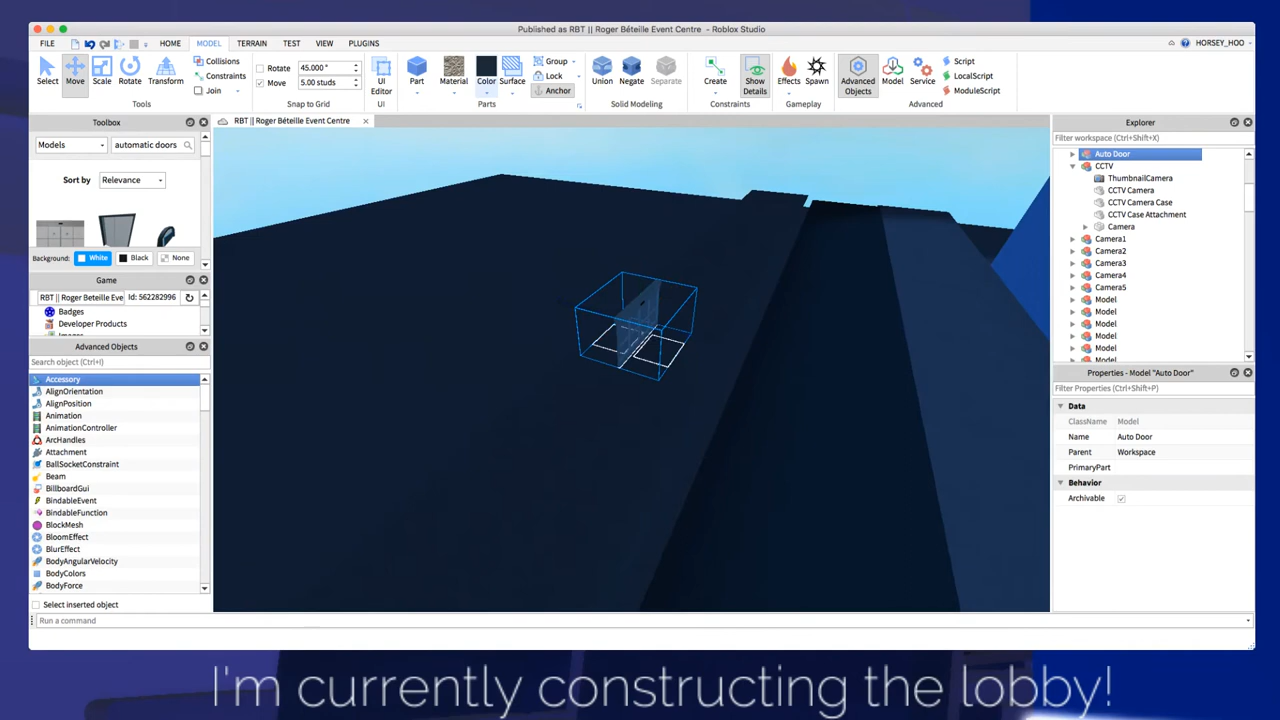 Published as RBT || Roger Béteille Event Centre - Roblox Studio
FILE HOME MODEL TERRAIN TEST VIEW PLUGINS HORSEY_HOO
Select Move Scale Rotate Transform
Collisions
Constraints
Join
Tools
Rotate 45.000 °
Move 5.00 studs
Snap to Grid
UI Editor
UI
Part Material Color Surface
Group
Lock
Anchor
Parts
Union Negate Separate
Solid Modeling
Create Show Details
Constraints
Effects Spawn
Gameplay
Advanced Objects Model Service
Script
LocalScript
ModuleScript
Advanced
Toolbox
Models automatic doors
Sort by Relevance
Background: White Black None
Game
RBT || Roger Beteille Eve Id: 562282996
Badges
Developer Products
Advanced Objects
Search object (Ctrl+I)
Accessory
AlignOrientation
AlignPosition
Animation
AnimationController
ArcHandles
Attachment
BallSocketConstraint
Beam
BillboardGui
BindableEvent
BindableFunction
BlockMesh
BloomEffect
BlurEffect
BodyAngularVelocity
BodyColors
BodyForce
Select inserted object
Run a command
RBT || Roger Béteille Event Centre
Explorer
Filter workspace (Ctrl+Shift+X)
Auto Door
CCTV
ThumbnailCamera
CCTV Camera
CCTV Camera Case
CCTV Case Attachment
Camera
Camera1
Camera2
Camera3
Camera4
Camera5
Model
Model
Model
Model
Model
Properties - Model "Auto Door"
Filter Properties (Ctrl+Shift+P)
Data
ClassName Model
Name Auto Door
Parent Workspace
PrimaryPart
Behavior
Archivable
I'm currently constructing the lobby!